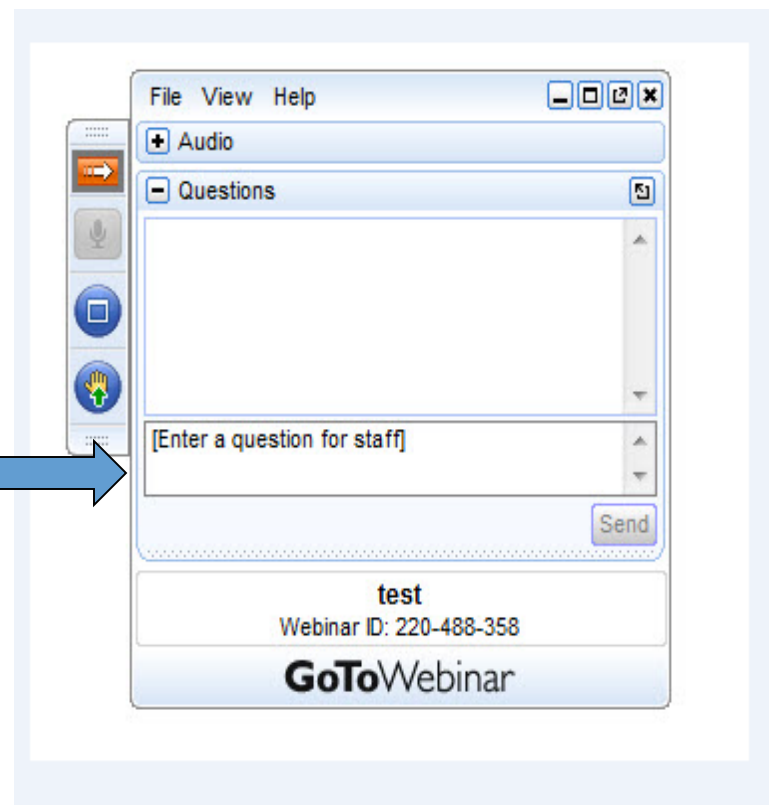 File View Help
Audio
Questions
[Enter a question for staff]
Send
test
Webinar ID: 220-488-358
GoToWebinar